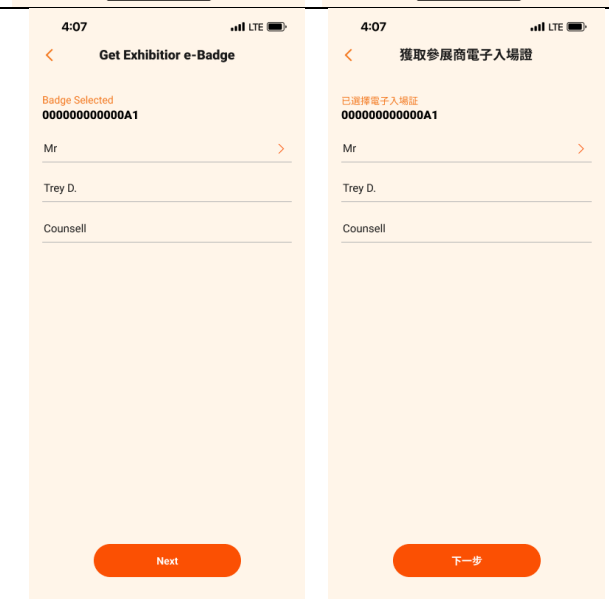 4:07
LTE
Get Exhibitior e-Badge
Badge Selected
000000000000A1
Mr
Trey D.
Counsell
Next
4:07
LTE
獲取參展商電子入場證
已選擇電子入場証
000000000000A1
Mr
Trey D.
Counsell
下一步